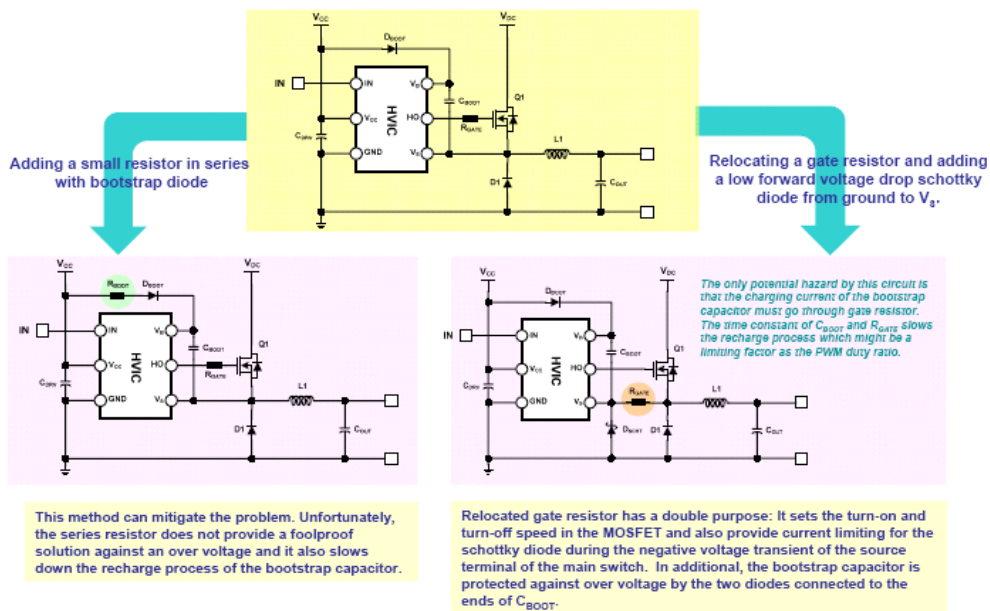 VCC
VDC
DBOOT
IN
IN
VB
CBOOT
Q1
HVIC
VCC
HO
RGATE
CDRV
GND
VS
L1
D1
COUT
Adding a small resistor in series
with bootstrap diode
Relocating a gate resistor and adding
a low forward voltage drop schottky
diode from ground to VS.
VCC
VDC
RBOOT
DBOOT
IN
IN
VB
CBOOT
Q1
HVIC
VCC
HO
RGATE
CDRV
GND
VS
L1
D1
COUT
VCC
VDC
DBOOT
IN
IN
VB
CBOOT
Q1
HVIC
VCC
HO
CDRV
GND
VS
RGATE
L1
DSCHT
D1
COUT
The only potential hazard by this circuit is
that the charging current of the bootstrap
capacitor must go through gate resistor.
The time constant of CBOOT and RGATE slows
the recharge process which might be a
limiting factor as the PWM duty ratio.
This method can mitigate the problem. Unfortunately,
the series resistor does not provide a foolproof
solution against an over voltage and it also slows
down the recharge process of the bootstrap capacitor.
Relocated gate resistor has a double purpose: It sets the turn-on and
turn-off speed in the MOSFET and also provide current limiting for the
schottky diode during the negative voltage transient of the source
terminal of the main switch. In additional, the bootstrap capacitor is
protected against over voltage by the two diodes connected to the
ends of CBOOT.